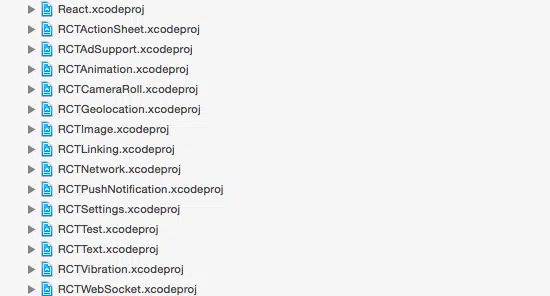 React.xcodeproj
RCTActionSheet.xcodeproj
RCTAdSupport.xcodeproj
RCTAnimation.xcodeproj
RCTCameraRoll.xcodeproj
RCTGeolocation.xcodeproj
RCTImage.xcodeproj
RCTLinking.xcodeproj
RCTNetwork.xcodeproj
RCTPushNotification.xcodeproj
RCTSettings.xcodeproj
RCTTest.xcodeproj
RCTText.xcodeproj
RCTVibration.xcodeproj
RCTWebSocket.xcodeproj